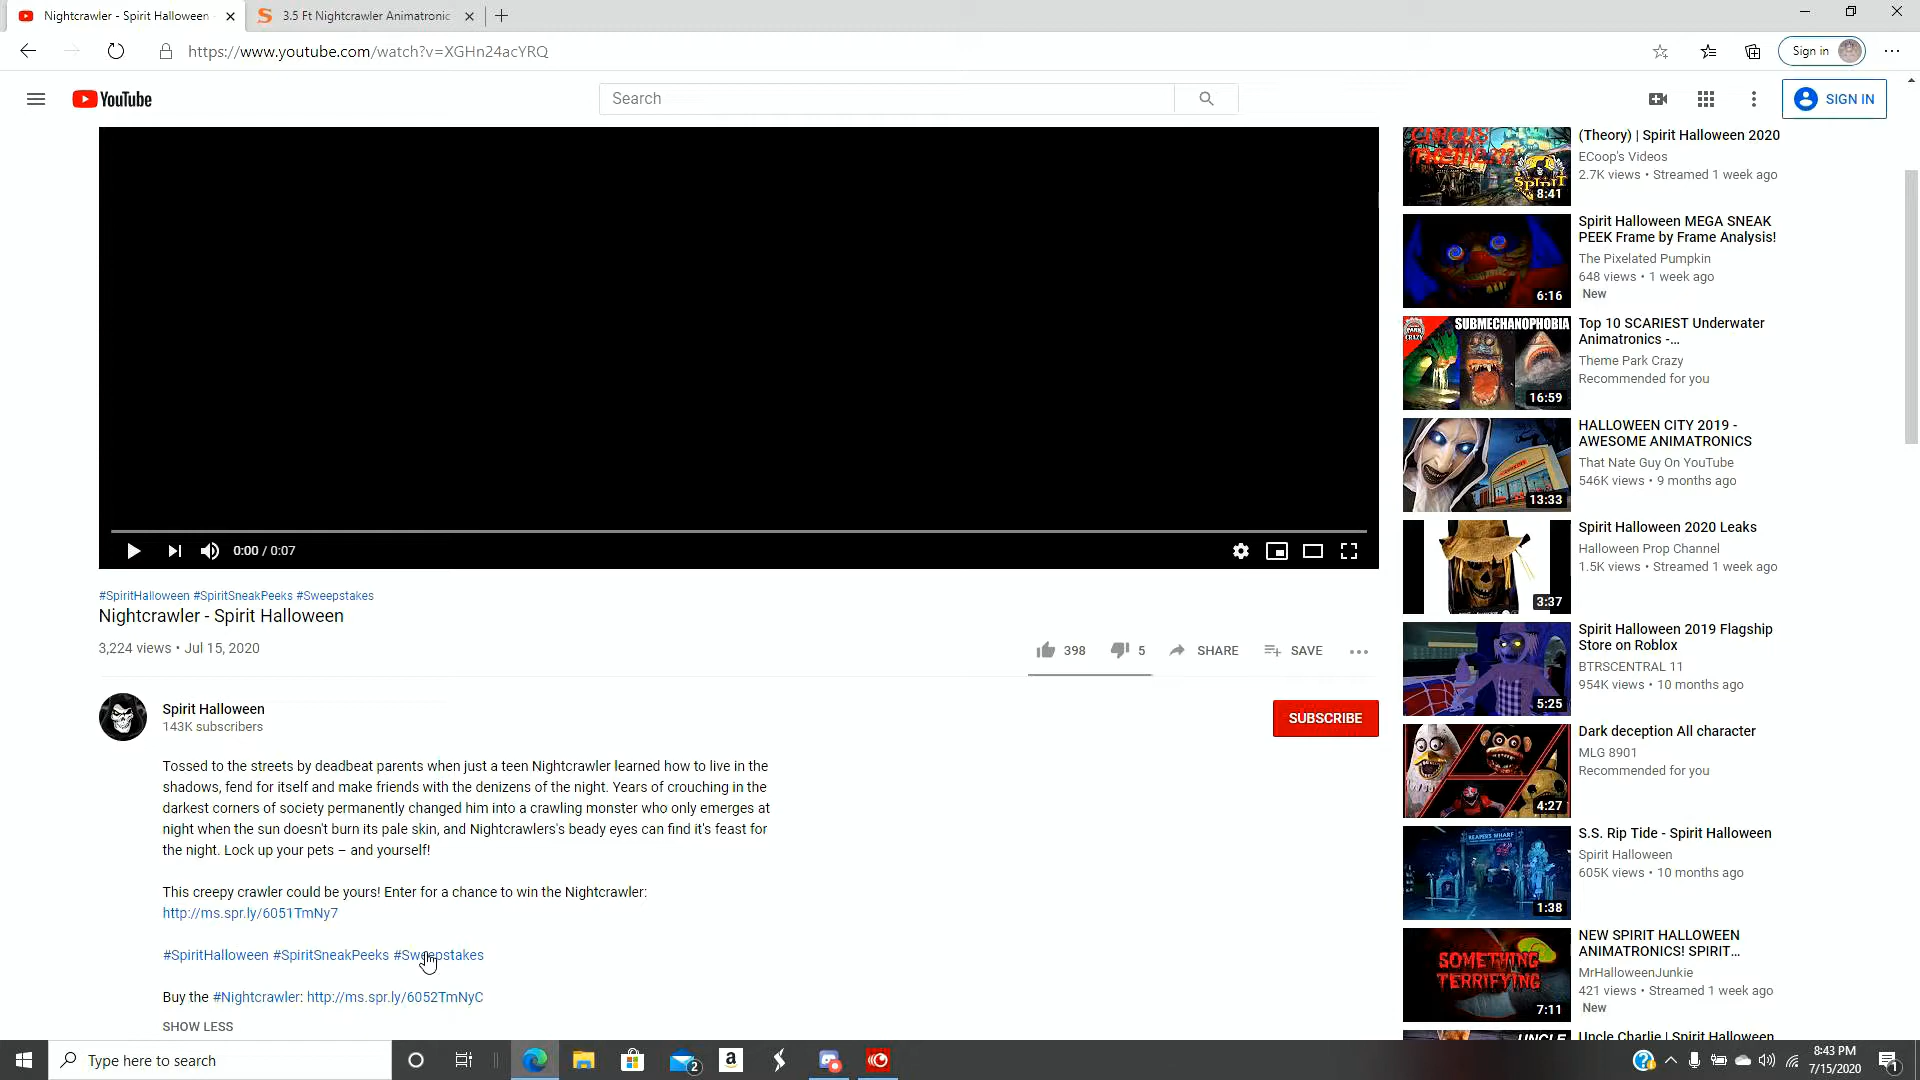 Nightcrawler - Spirit Halloween
3.5 Ft Nightcrawler Animatronic
https://www.youtube.com/watch?v=XGHn24acYRQ
Sign in
YouTube
Search
SIGN IN
0:00 / 0:07
#SpiritHalloween #SpiritSneakPeeks #Sweepstakes
Nightcrawler - Spirit Halloween
3,224 views • Jul 15, 2020
398
5
SHARE
SAVE
Spirit Halloween
143K subscribers
SUBSCRIBE
Tossed to the streets by deadbeat parents when just a teen Nightcrawler learned how to live in the
shadows, fend for itself and make friends with the denizens of the night. Years of crouching in the
darkest corners of society permanently changed him into a crawling monster who only emerges at
night when the sun doesn't burn its pale skin, and Nightcrawlers's beady eyes can find it's feast for
the night. Lock up your pets – and yourself!
This creepy crawler could be yours! Enter for a chance to win the Nightcrawler:
http://ms.spr.ly/6051TmNy7
#SpiritHalloween #SpiritSneakPeeks #Sweepstakes
Buy the #Nightcrawler: http://ms.spr.ly/6052TmNyC
SHOW LESS
CIRCUS
SPIRIT
8:41
(Theory) | Spirit Halloween 2020
ECoop's Videos
2.7K views • Streamed 1 week ago
6:16
Spirit Halloween MEGA SNEAK
PEEK Frame by Frame Analysis!
The Pixelated Pumpkin
648 views • 1 week ago
New
SUBMECHANOPHOBIA
16:59
Top 10 SCARIEST Underwater
Animatronics -...
Theme Park Crazy
Recommended for you
13:33
HALLOWEEN CITY 2019 -
AWESOME ANIMATRONICS
That Nate Guy On YouTube
546K views • 9 months ago
3:37
Spirit Halloween 2020 Leaks
Halloween Prop Channel
1.5K views • Streamed 1 week ago
5:25
Spirit Halloween 2019 Flagship
Store on Roblox
BTRSCENTRAL 11
954K views • 10 months ago
4:27
Dark deception All character
MLG 8901
Recommended for you
REAPER'S WHARF
1:38
S.S. Rip Tide - Spirit Halloween
Spirit Halloween
605K views • 10 months ago
SOMETHING
TERRIFYING
7:11
NEW SPIRIT HALLOWEEN
ANIMATRONICS! SPIRIT...
MrHalloweenJunkie
421 views • Streamed 1 week ago
New
UNCLE
Uncle Charlie | Spirit Halloween
Type here to search
2
8:43 PM
7/15/2020
1